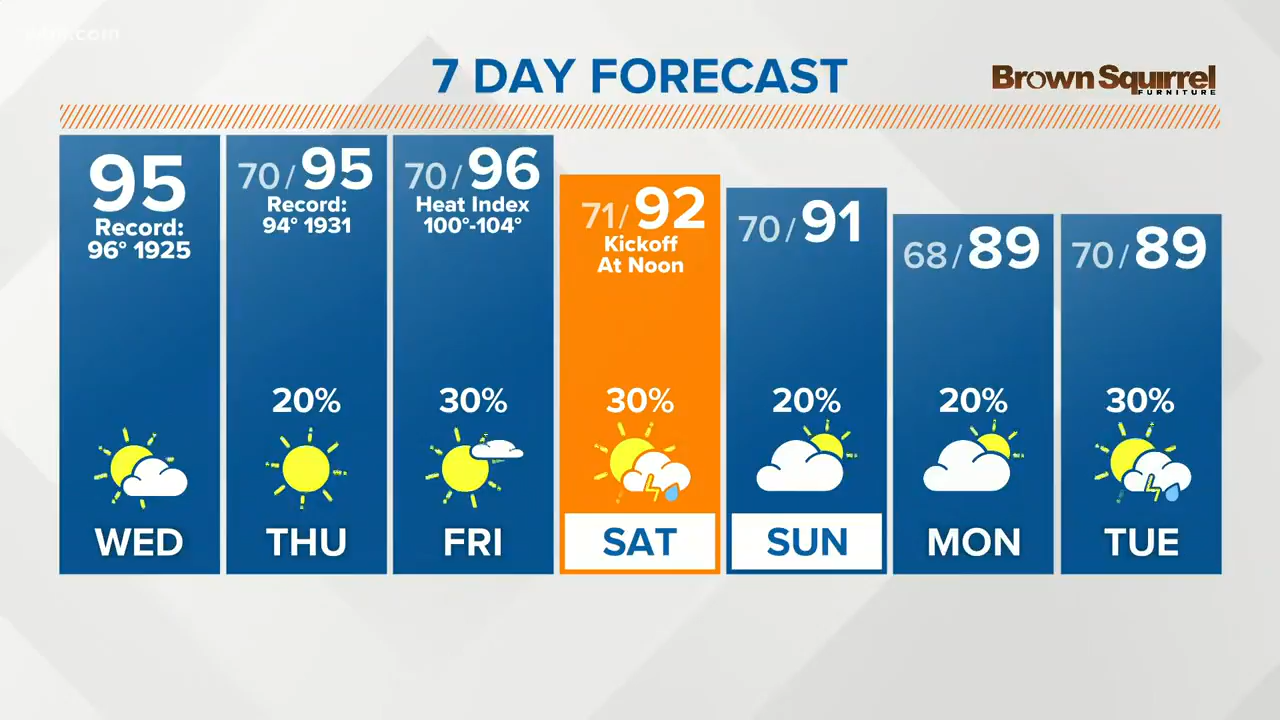 7 DAY FORECAST
Brown Squirrel
FURNITURE
95
Record:
96° 1925
WED
70/95
Record:
94° 1931
20%
THU
70/96
Heat Index
100°-104°
30%
FRI
71/92
Kickoff
At Noon
30%
SAT
70/91
20%
SUN
68/89
20%
MON
70/89
30%
TUE